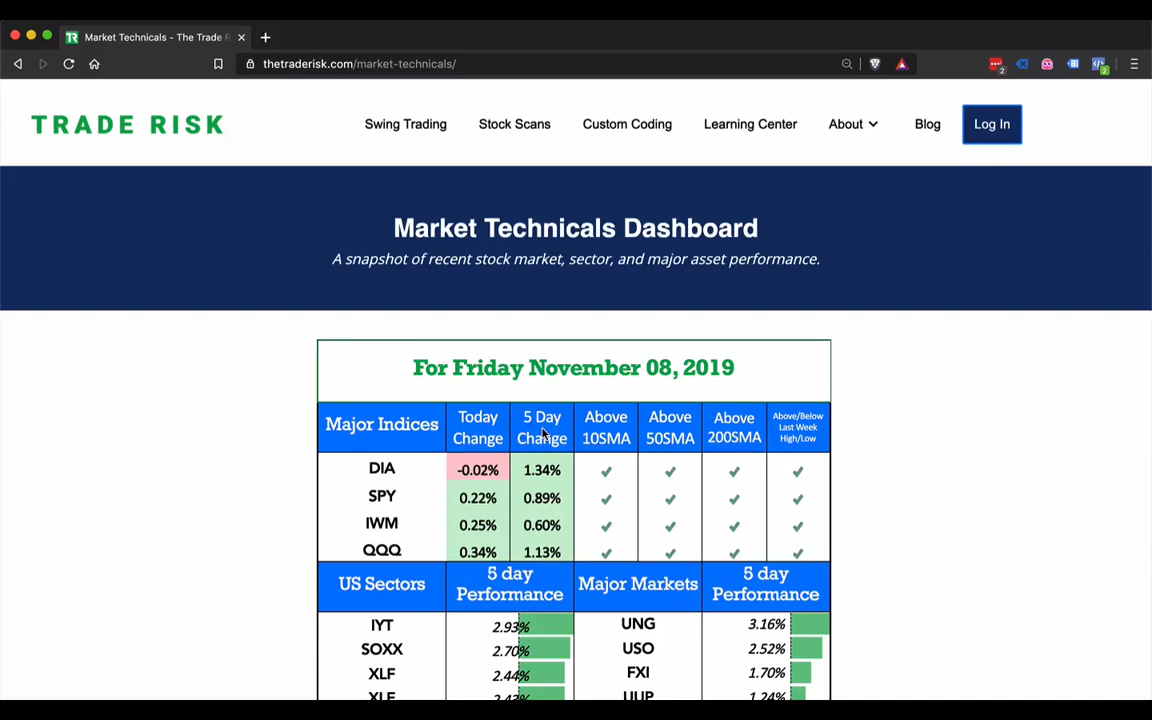 Market Technicals - The Trade R
thetraderisk.com/market-technicals/
2
2
TRADE RISK
Swing Trading
Stock Scans
Custom Coding
Learning Center
About
Blog
Log In
Market Technicals Dashboard
A snapshot of recent stock market, sector, and major asset performance.
For Friday November 08, 2019
Major Indices
Today Change
5 Day Change
Above 10SMA
Above 50SMA
Above 200SMA
Above/Below Last Week High/Low
DIA -0.02% 1.34% ✔ ✔ ✔ ✔
SPY 0.22% 0.89% ✔ ✔ ✔ ✔
IWM 0.25% 0.60% ✔ ✔ ✔ ✔
QQQ 0.34% 1.13% ✔ ✔ ✔ ✔
US Sectors
5 day Performance
Major Markets
5 day Performance
IYT 2.93% UNG 3.16%
SOXX 2.70% USO 2.52%
XLF 2.44% FXI 1.70%
UUP 1.24%